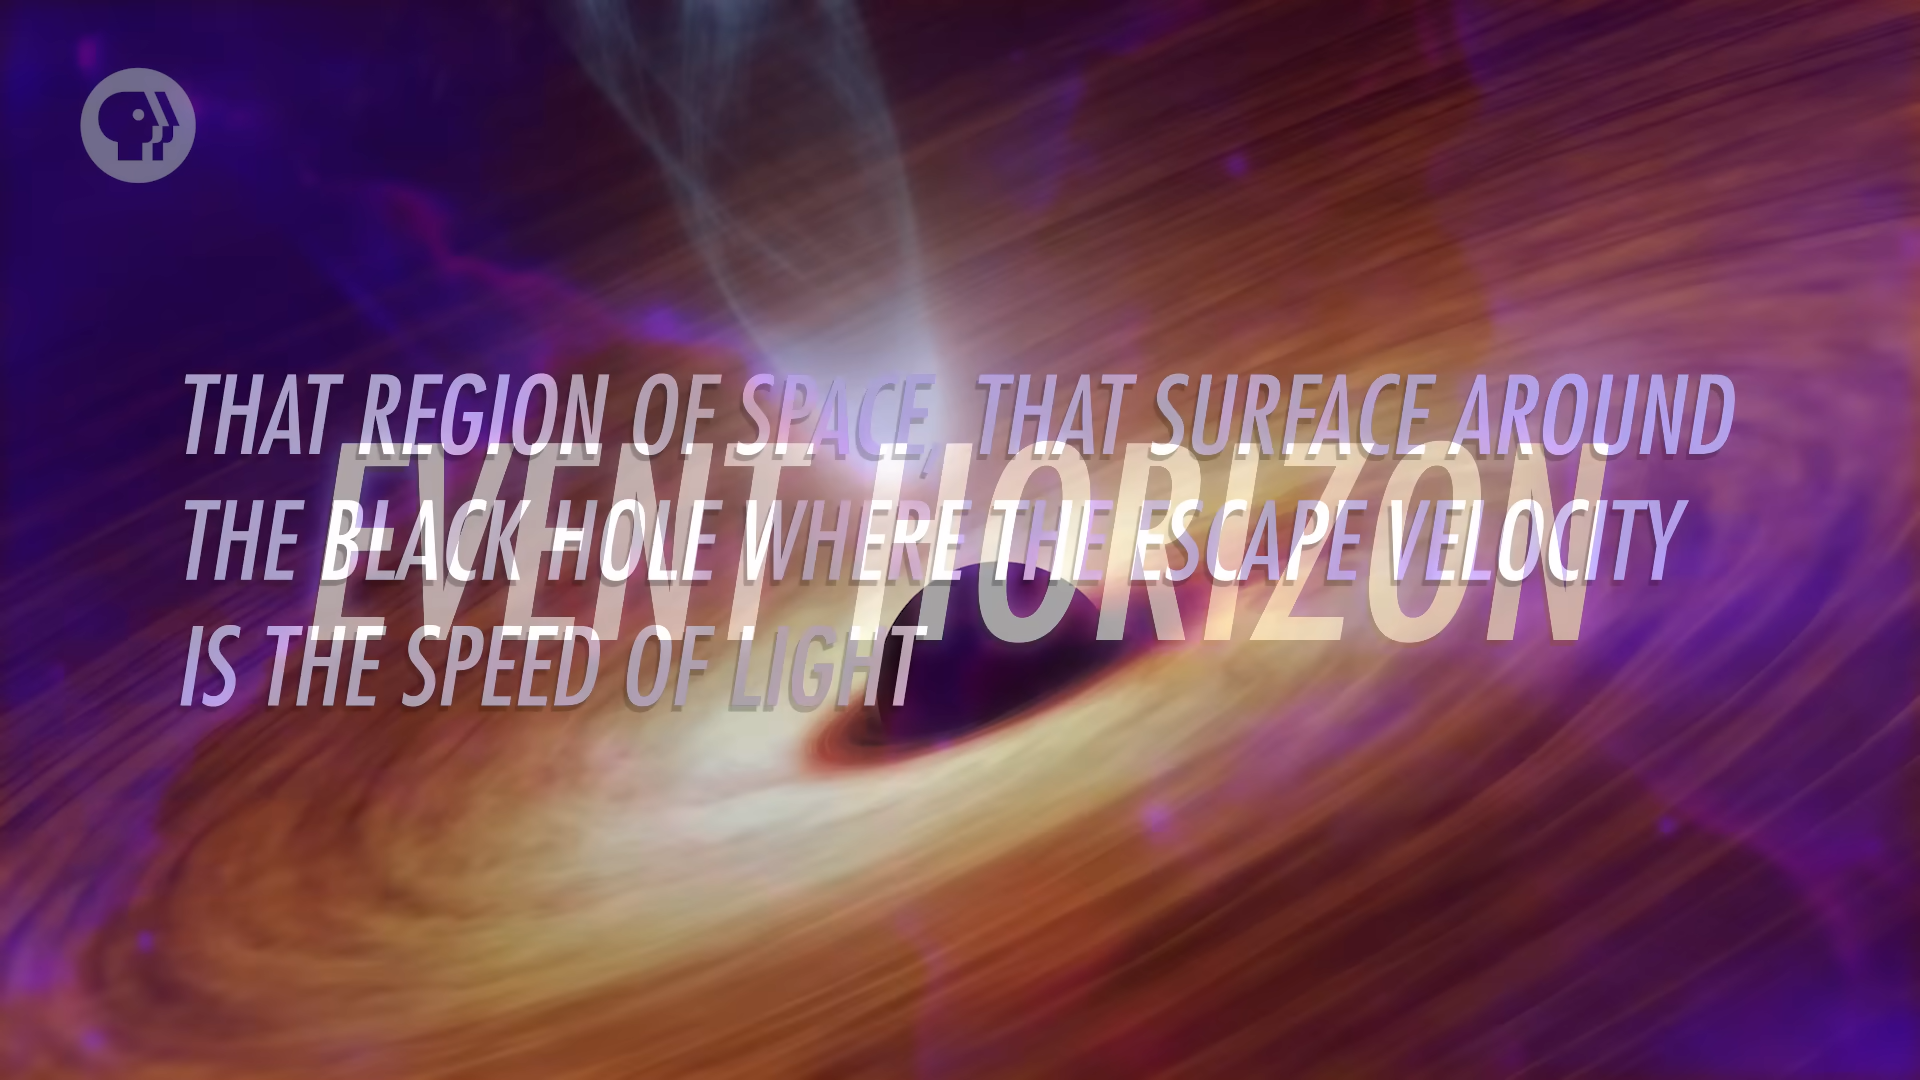 THAT REGION OF SPACE, THAT SURFACE AROUND
THE BLACK HOLE WHERE THE ESCAPE VELOCITY
IS THE SPEED OF LIGHT
EVENT HORIZON